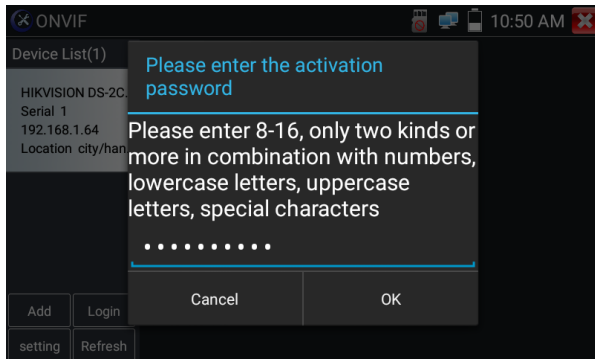 ONVIF
10:50 AM
Device List(1)
HIKVISION DS-2C.
Serial 1
192.168.1.64
Location city/han
Please enter the activation
password
Please enter 8-16, only two kinds or
more in combination with numbers,
lowercase letters, uppercase
letters, special characters
••••••••••
Cancel
OK
Add
Login
setting
Refresh